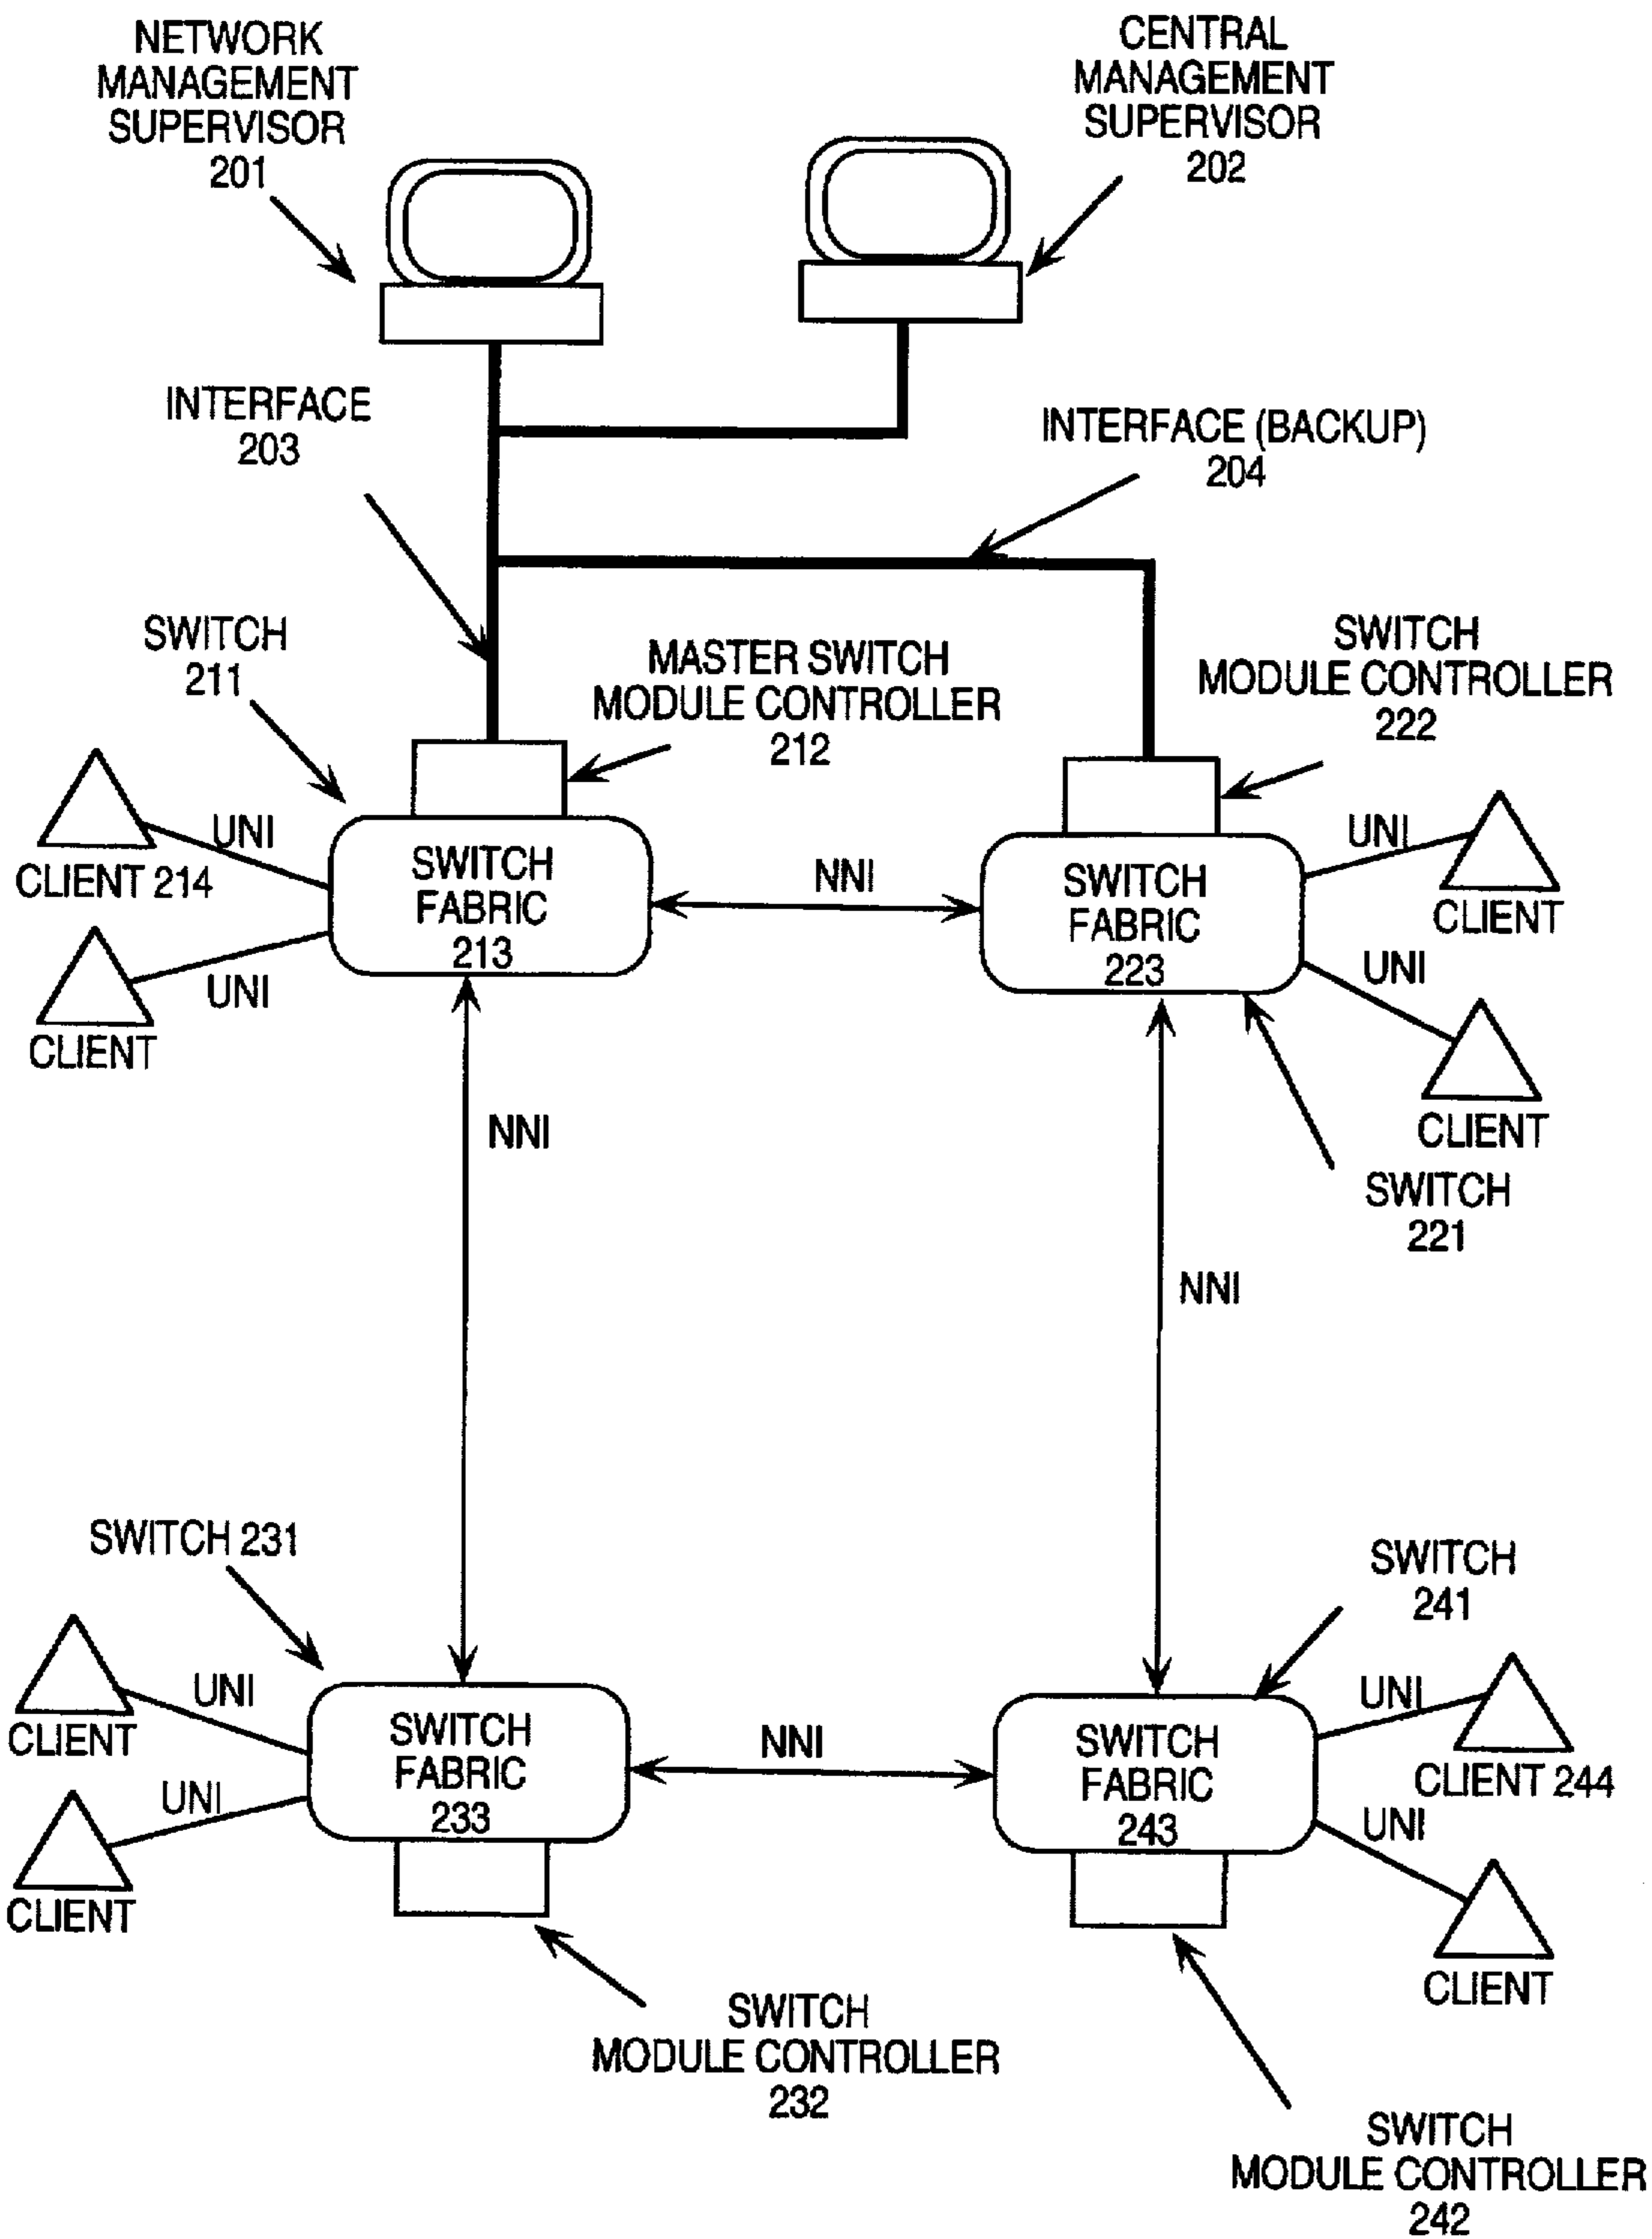 NETWORK
MANAGEMENT
SUPERVISOR
201
CENTRAL
MANAGEMENT
SUPERVISOR
202
INTERFACE
203
INTERFACE (BACKUP)
204
SWITCH
211
MASTER SWITCH
MODULE CONTROLLER
212
SWITCH
MODULE CONTROLLER
222
UNI
CLIENT 214
SWITCH
FABRIC
213
NNI
SWITCH
FABRIC
223
UNI
CLIENT
UNI
CLIENT
UNI
CLIENT
NNI
SWITCH
221
NNI
SWITCH 231
SWITCH
241
UNI
CLIENT
SWITCH
FABRIC
233
NNI
SWITCH
FABRIC
243
UNI
CLIENT 244
UNI
CLIENT
UNI
CLIENT
SWITCH
MODULE CONTROLLER
232
SWITCH
MODULE CONTROLLER
242